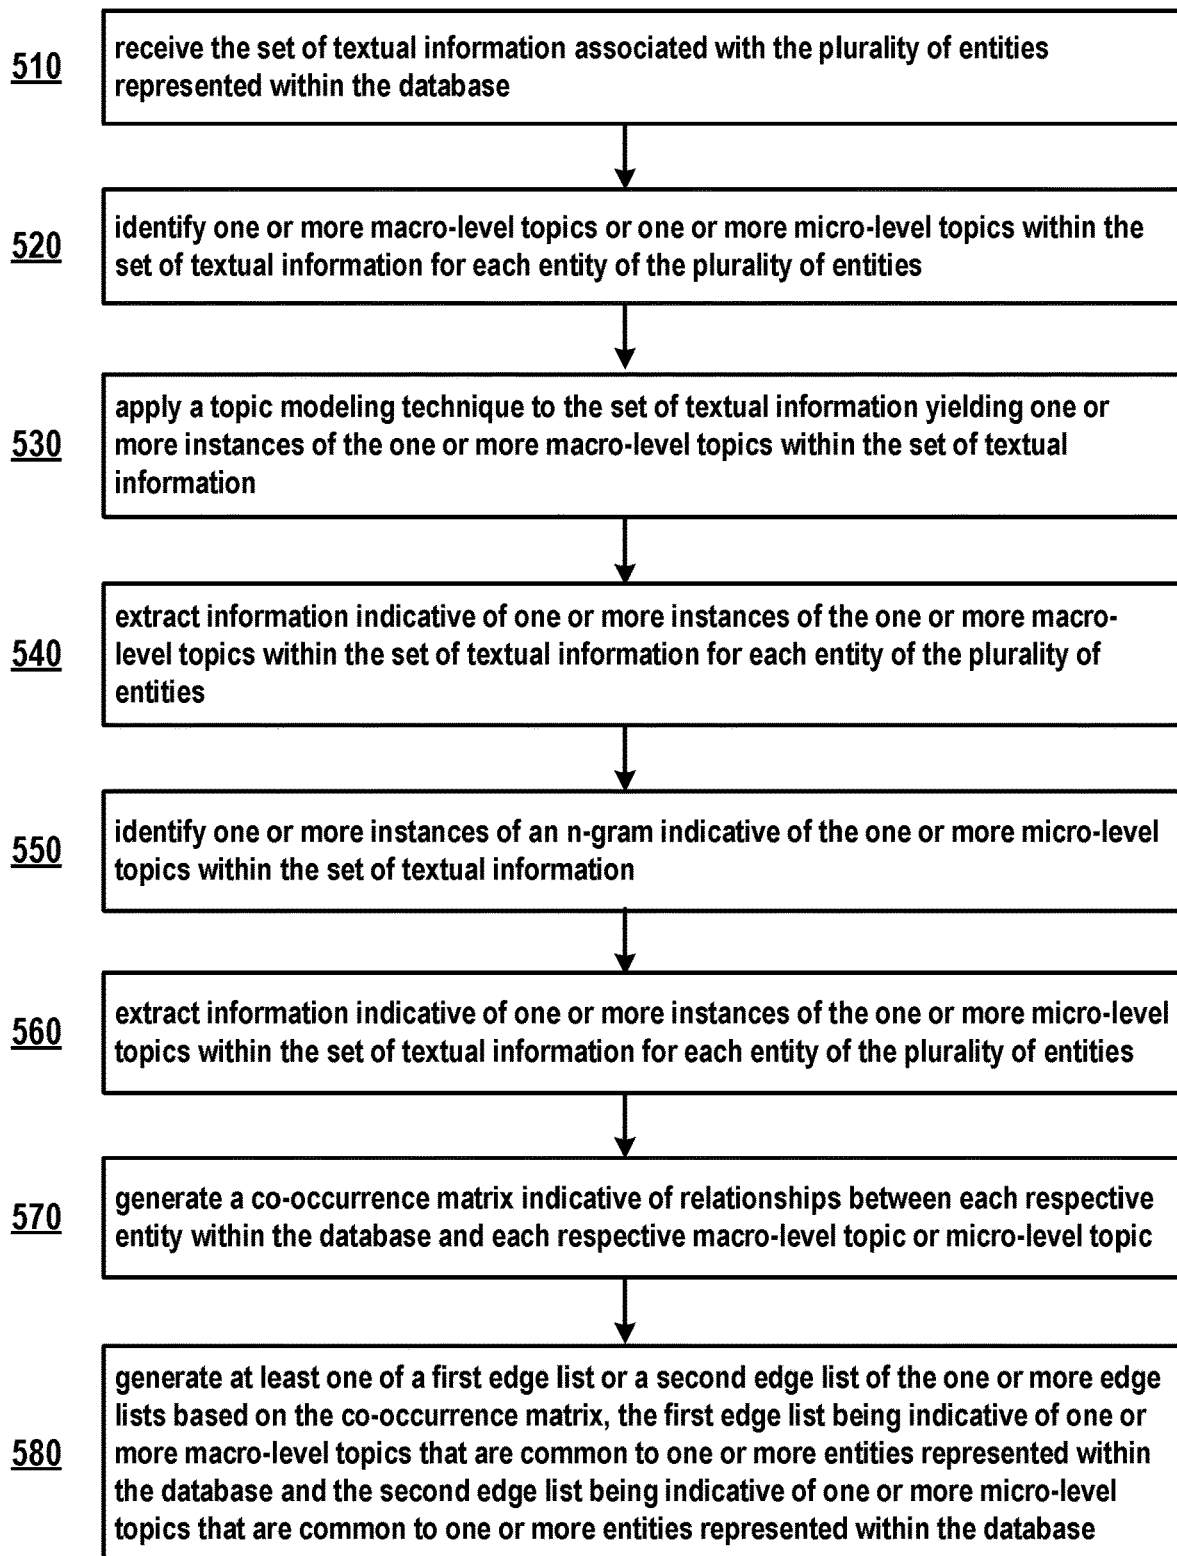 510
receive the set of textual information associated with the plurality of entities
represented within the database
520
identify one or more macro-level topics or one or more micro-level topics within the
set of textual information for each entity of the plurality of entities
530
apply a topic modeling technique to the set of textual information yielding one or
more instances of the one or more macro-level topics within the set of textual
information
540
extract information indicative of one or more instances of the one or more macro-
level topics within the set of textual information for each entity of the plurality of
entities
550
identify one or more instances of an n-gram indicative of the one or more micro-level
topics within the set of textual information
560
extract information indicative of one or more instances of the one or more micro-level
topics within the set of textual information for each entity of the plurality of entities
570
generate a co-occurrence matrix indicative of relationships between each respective
entity within the database and each respective macro-level topic or micro-level topic
580
generate at least one of a first edge list or a second edge list of the one or more edge
lists based on the co-occurrence matrix, the first edge list being indicative of one or
more macro-level topics that are common to one or more entities represented within
the database and the second edge list being indicative of one or more micro-level
topics that are common to one or more entities represented within the database